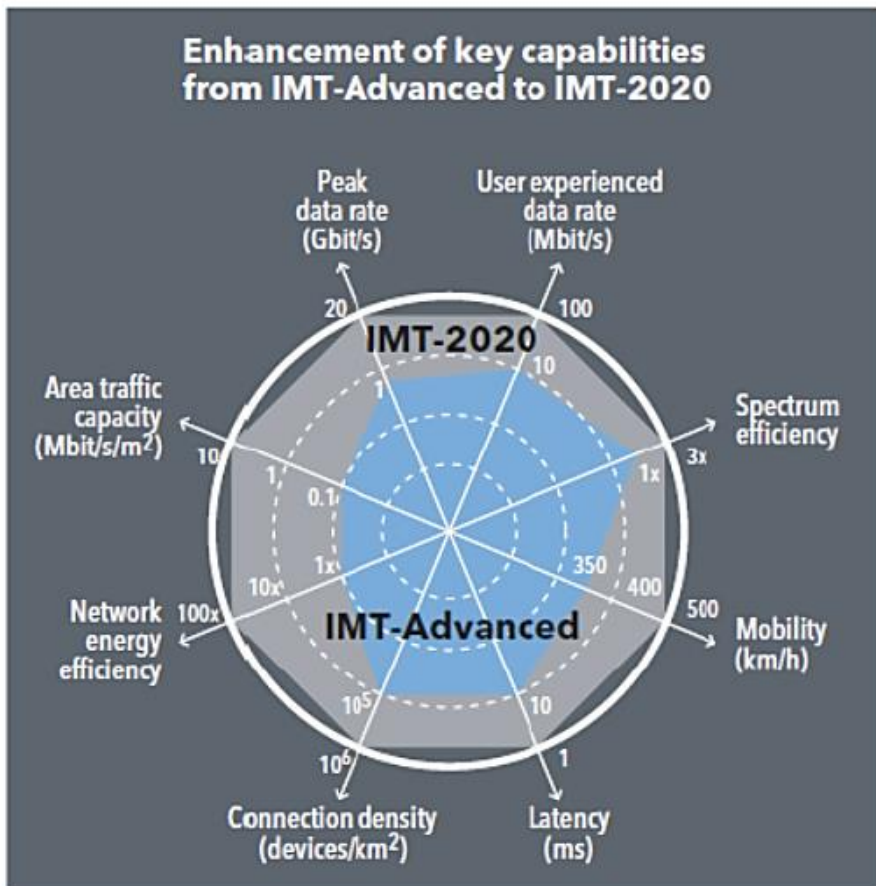 Enhancement of key capabilities
from IMT-Advanced to IMT-2020
Peak
data rate
(Gbit/s)
User experienced
data rate
(Mbit/s)
20
100
IMT-2020
1
10
Area traffic
capacity
(Mbit/s/m²)
Spectrum
efficiency
10
1
0.1
1x
3x
100x
10x
1x
350
400
500
Network
energy
efficiency
IMT-Advanced
Mobility
(km/h)
10⁵
10
10⁶
1
Connection density
(devices/km²)
Latency
(ms)